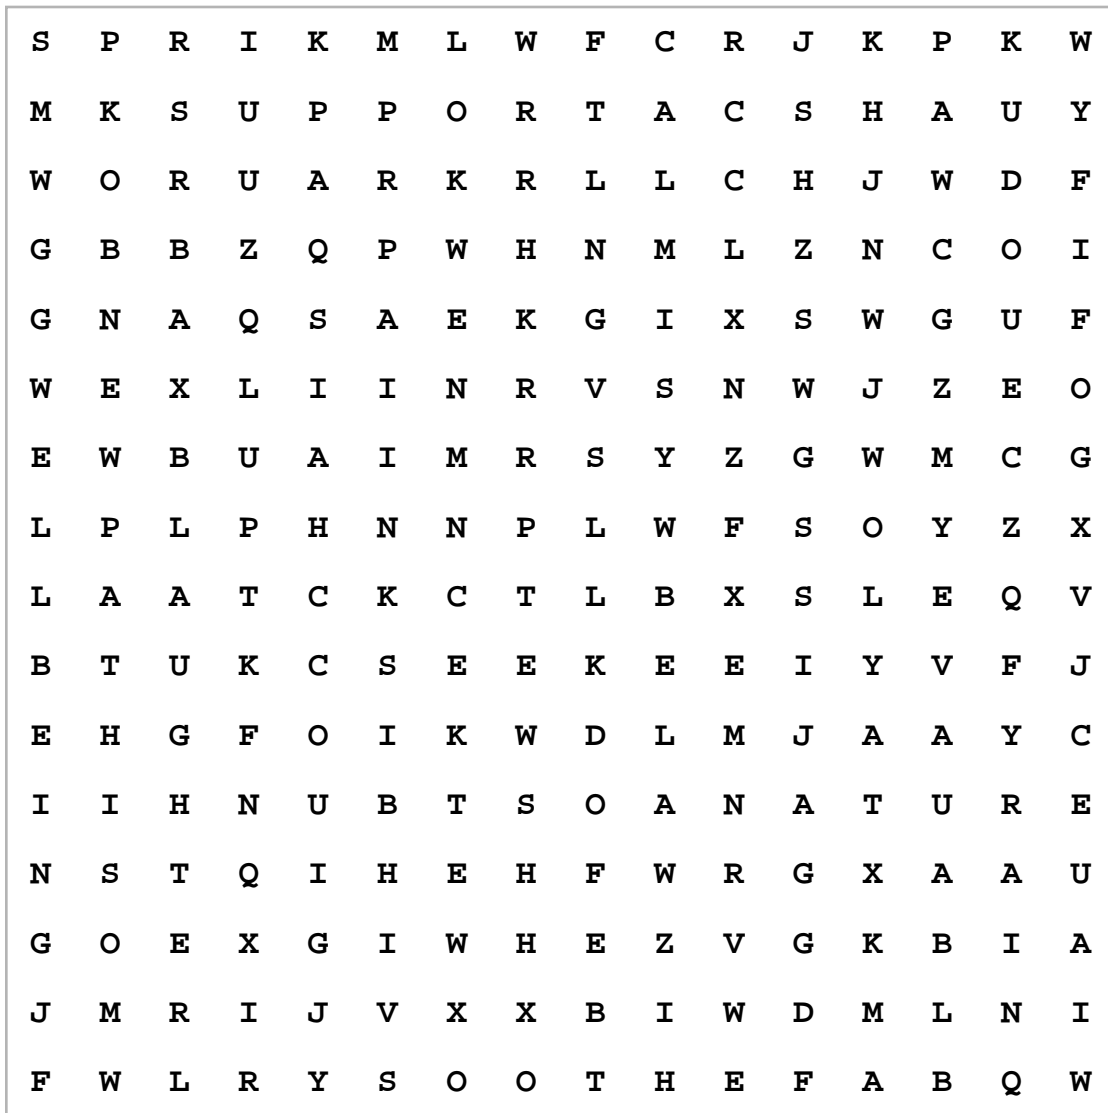 S P R I K M L W F C R J K P K W
M K S U P P O R T A C S H A U Y
W O R U A R K R L L C H J W D F
G B B Z Q P W H N M L Z N C O I
G N A Q S A E K G I X S W G U F
W E X L I I N R V S N W J Z E O
E W B U A I M R S Y Z G W M C G
L P L P H N N P L W F S O Y Z X
L A A T C K C T L B X S L E Q V
B T U K C S E E K E E I Y V F J
E H G F O I K W D L M J A A Y C
I I H N U B T S O A N A T U R E
N S T Q I H E H F W R G X A A U
G O E X G I W H E Z V G K B I A
J M R I J V X X B I W D M L N I
F W L R Y S O O T H E F A B Q W